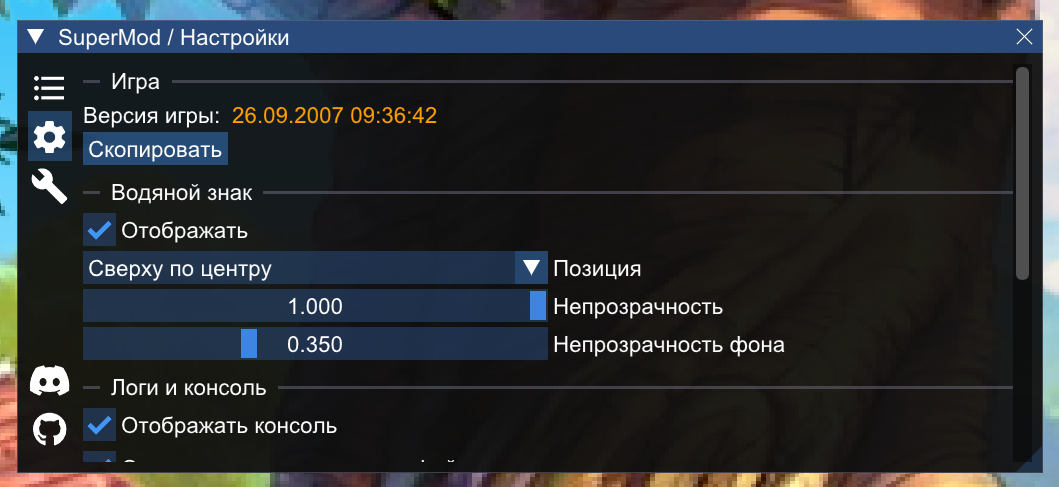 SuperMod / Настройки
Игра
Версия игры: 26.09.2007 09:36:42
Скопировать
Водяной знак
Отображать
Сверху по центру Позиция
1.000 Непрозрачность
0.350 Непрозрачность фона
Логи и консоль
Отображать консоль